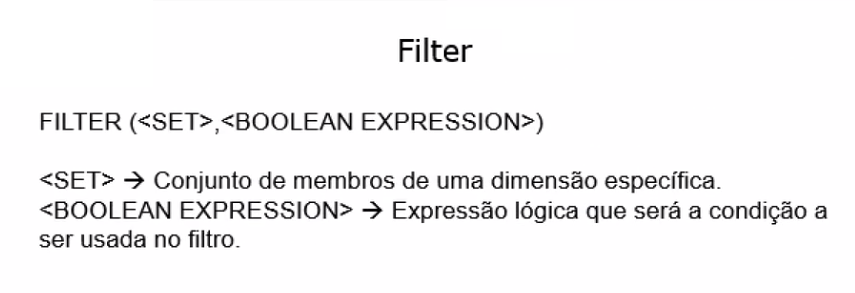 Filter
FILTER (<SET>,<BOOLEAN EXPRESSION>)
<SET> → Conjunto de membros de uma dimensão específica.
<BOOLEAN EXPRESSION> → Expressão lógica que será a condição a
ser usada no filtro.